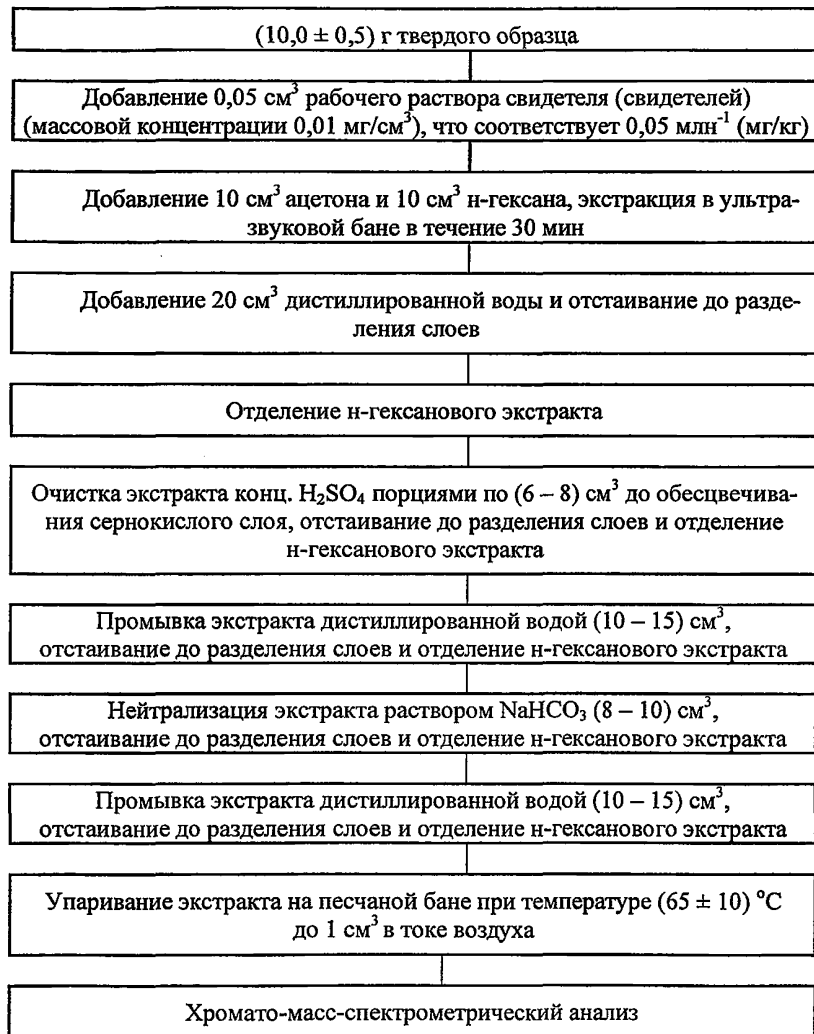 (10,0 ± 0,5) г твердого образца
Добавление 0,05 см³ рабочего раствора свидетеля (свидетелей)
(массовой концентрации 0,01 мг/см³), что соответствует 0,05 млн⁻¹ (мг/кг)
Добавление 10 см³ ацетона и 10 см³ н-гексана, экстракция в ультра-
звуковой бане в течение 30 мин
Добавление 20 см³ дистиллированной воды и отстаивание до разде-
ления слоев
Отделение н-гексанового экстракта
Очистка экстракта конц. H₂SO₄ порциями по (6 – 8) см³ до обесцвечива-
ния сернокислого слоя, отстаивание до разделения слоев и отделение
н-гексанового экстракта
Промывка экстракта дистиллированной водой (10 – 15) см³,
отстаивание до разделения слоев и отделение н-гексанового экстракта
Нейтрализация экстракта раствором NaHCO₃ (8 – 10) см³,
отстаивание до разделения слоев и отделение н-гексанового экстракта
Промывка экстракта дистиллированной водой (10 – 15) см³,
отстаивание до разделения слоев и отделение н-гексанового экстракта
Упаривание экстракта на песчаной бане при температуре (65 ± 10) °С
до 1 см³ в токе воздуха
Хромато-масс-спектрометрический анализ